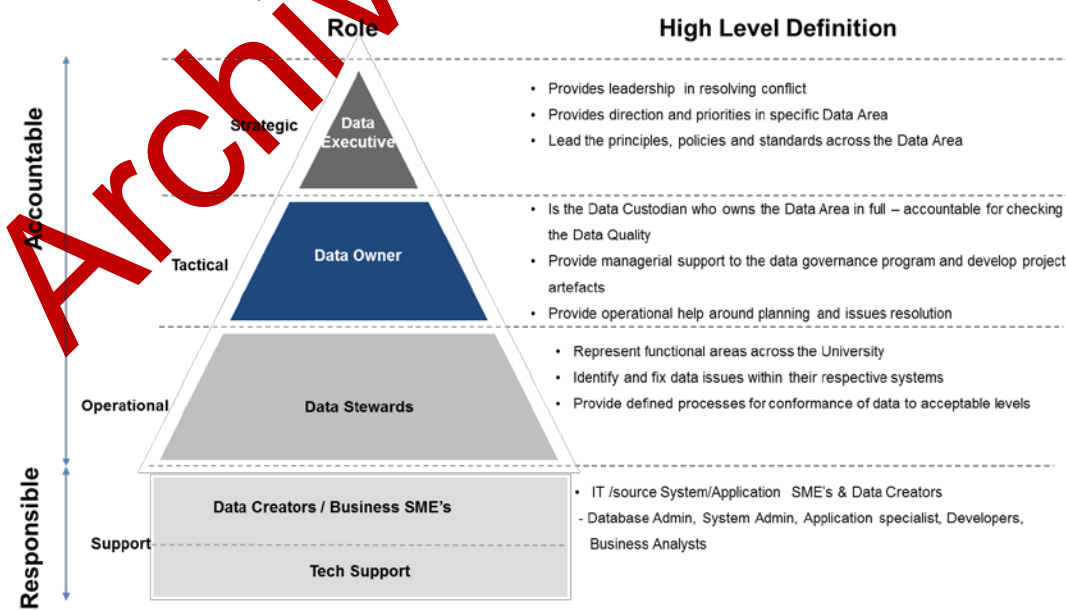 Role
High Level Definition
Archiv
Accountable
Strategic
Data
Executive
• Provides leadership in resolving conflict
• Provides direction and priorities in specific Data Area
• Lead the principles, policies and standards across the Data Area
Tactical
Data Owner
• Is the Data Custodian who owns the Data Area in full – accountable for checking
the Data Quality
• Provide managerial support to the data governance program and develop project
artefacts
• Provide operational help around planning and issues resolution
Operational
Data Stewards
• Represent functional areas across the University
• Identify and fix data issues within their respective systems
• Provide defined processes for conformance of data to acceptable levels
Responsible
Support
Data Creators / Business SME's
Tech Support
• IT /source System/Application SME's & Data Creators
- Database Admin, System Admin, Application specialist, Developers,
Business Analysts